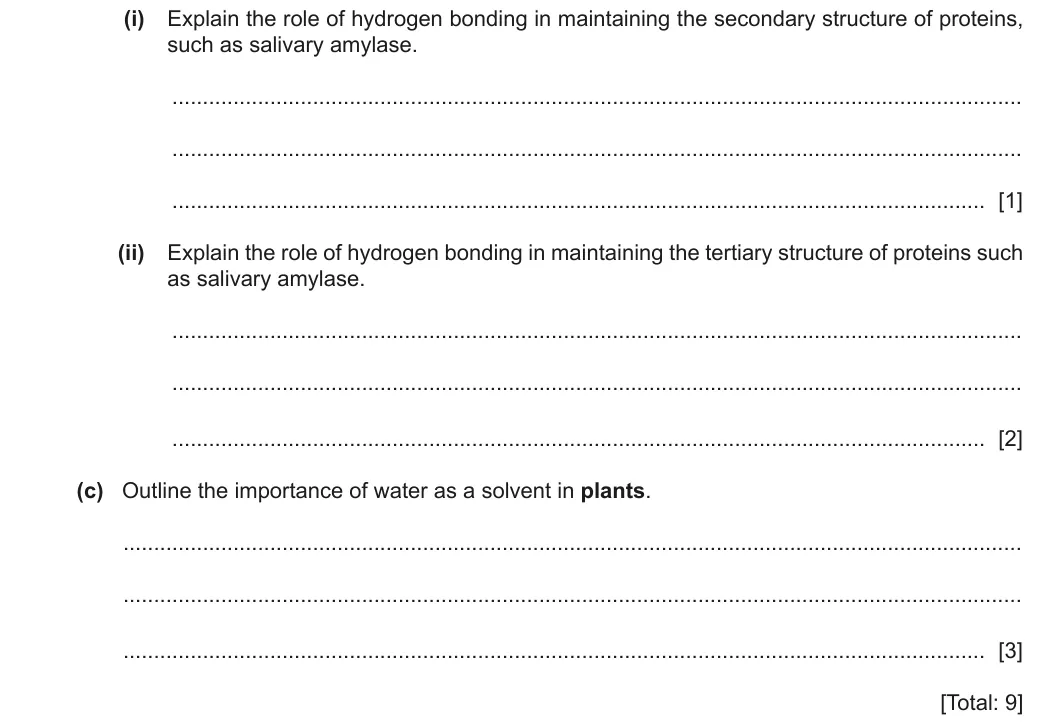 (i) Explain the role of hydrogen bonding in maintaining the secondary structure of proteins,
such as salivary amylase.
[1]
(ii) Explain the role of hydrogen bonding in maintaining the tertiary structure of proteins such
as salivary amylase.
[2]
(c) Outline the importance of water as a solvent in plants.
[3]
[Total: 9]